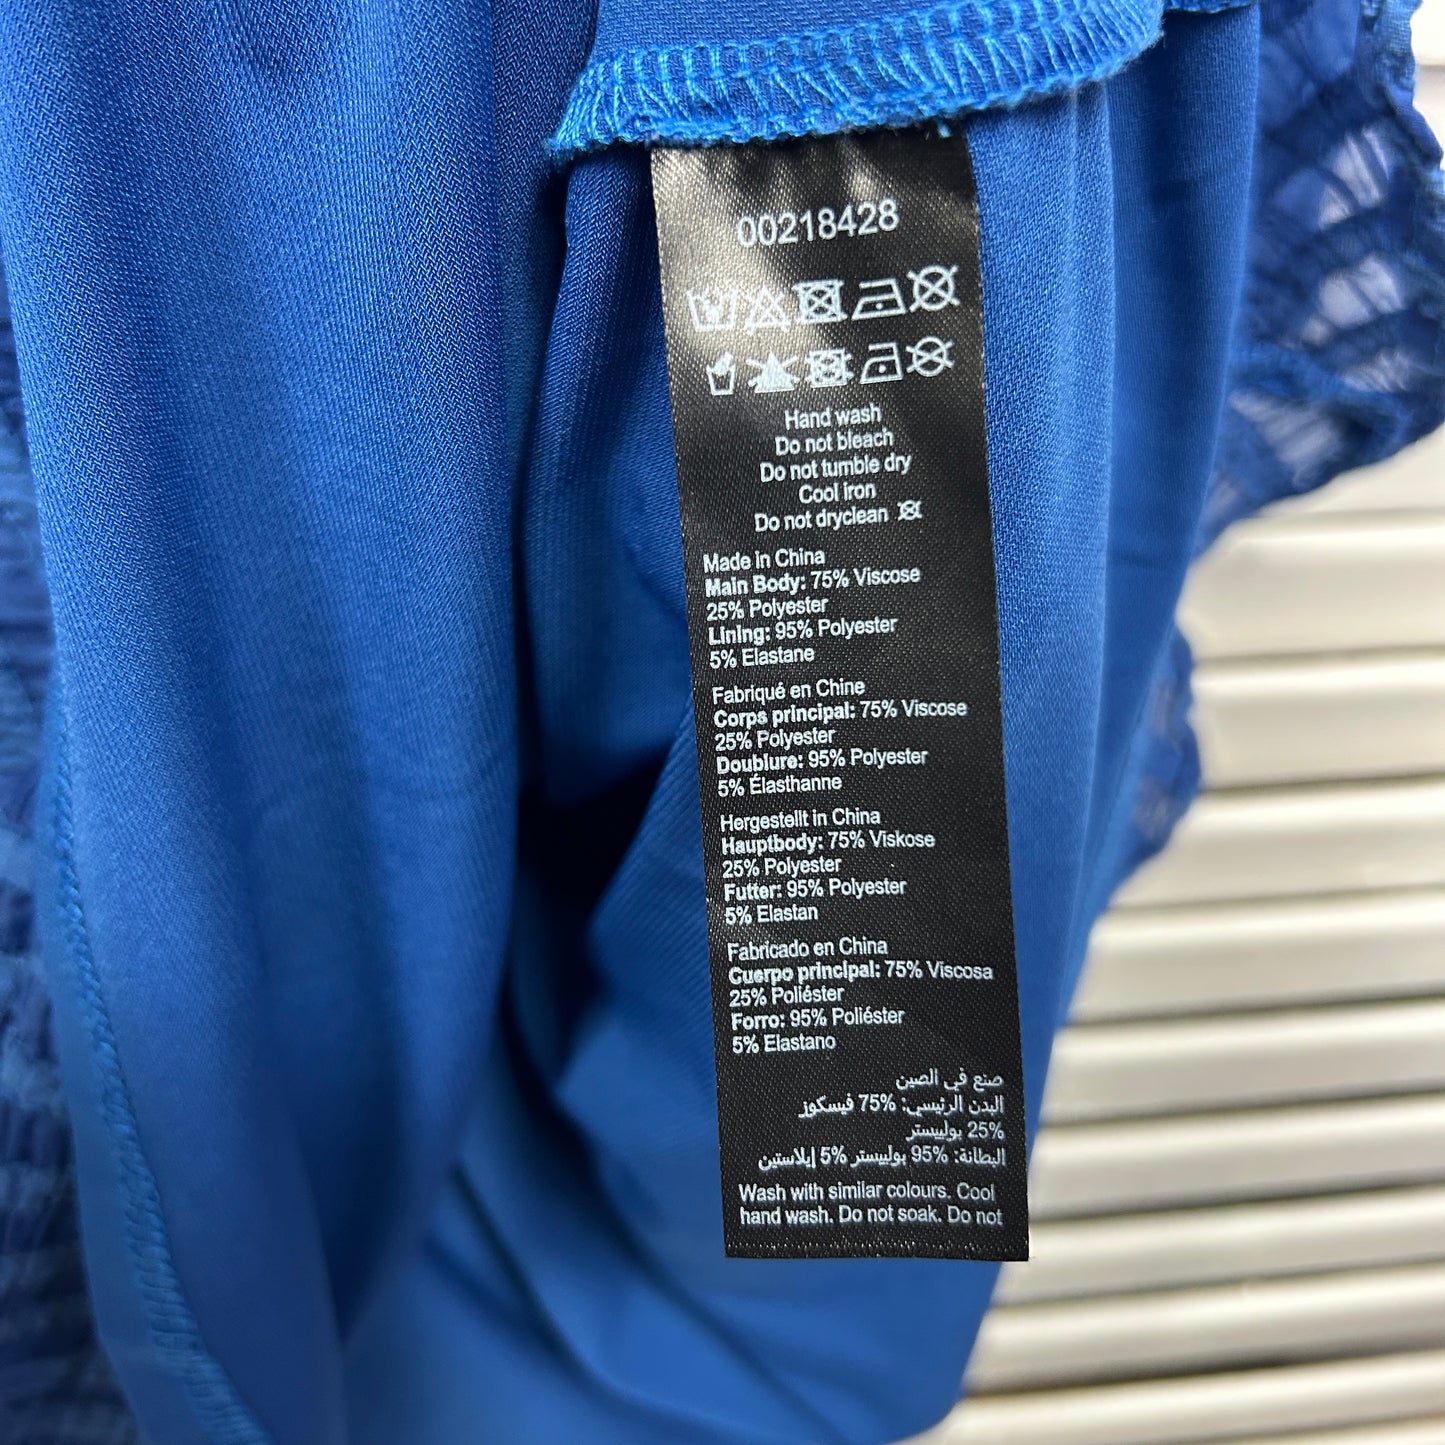 00218428
Hand wash
Do not bleach
Do not tumble dry
Cool iron
Do not dryclean
Made in China
Main Body: 75% Viscose
25% Polyester
Lining: 95% Polyester
5% Elastane
Fabriqué en Chine
Corps principal: 75% Viscose
25% Polyester
Doublure: 95% Polyester
5% Élasthanne
Hergestellt in China
Hauptbody: 75% Viskose
25% Polyester
Futter: 95% Polyester
5% Elastan
Fabricado en China
Cuerpo principal: 75% Viscosa
25% Poliéster
Forro: 95% Poliéster
5% Elastano
صنع في الصين
البدن الرئيسي: 75% فيسكوز
25% بوليستر
البطانة: 95% بوليستر 5% إيلاستين
Wash with similar colours. Cool
hand wash. Do not soak. Do not